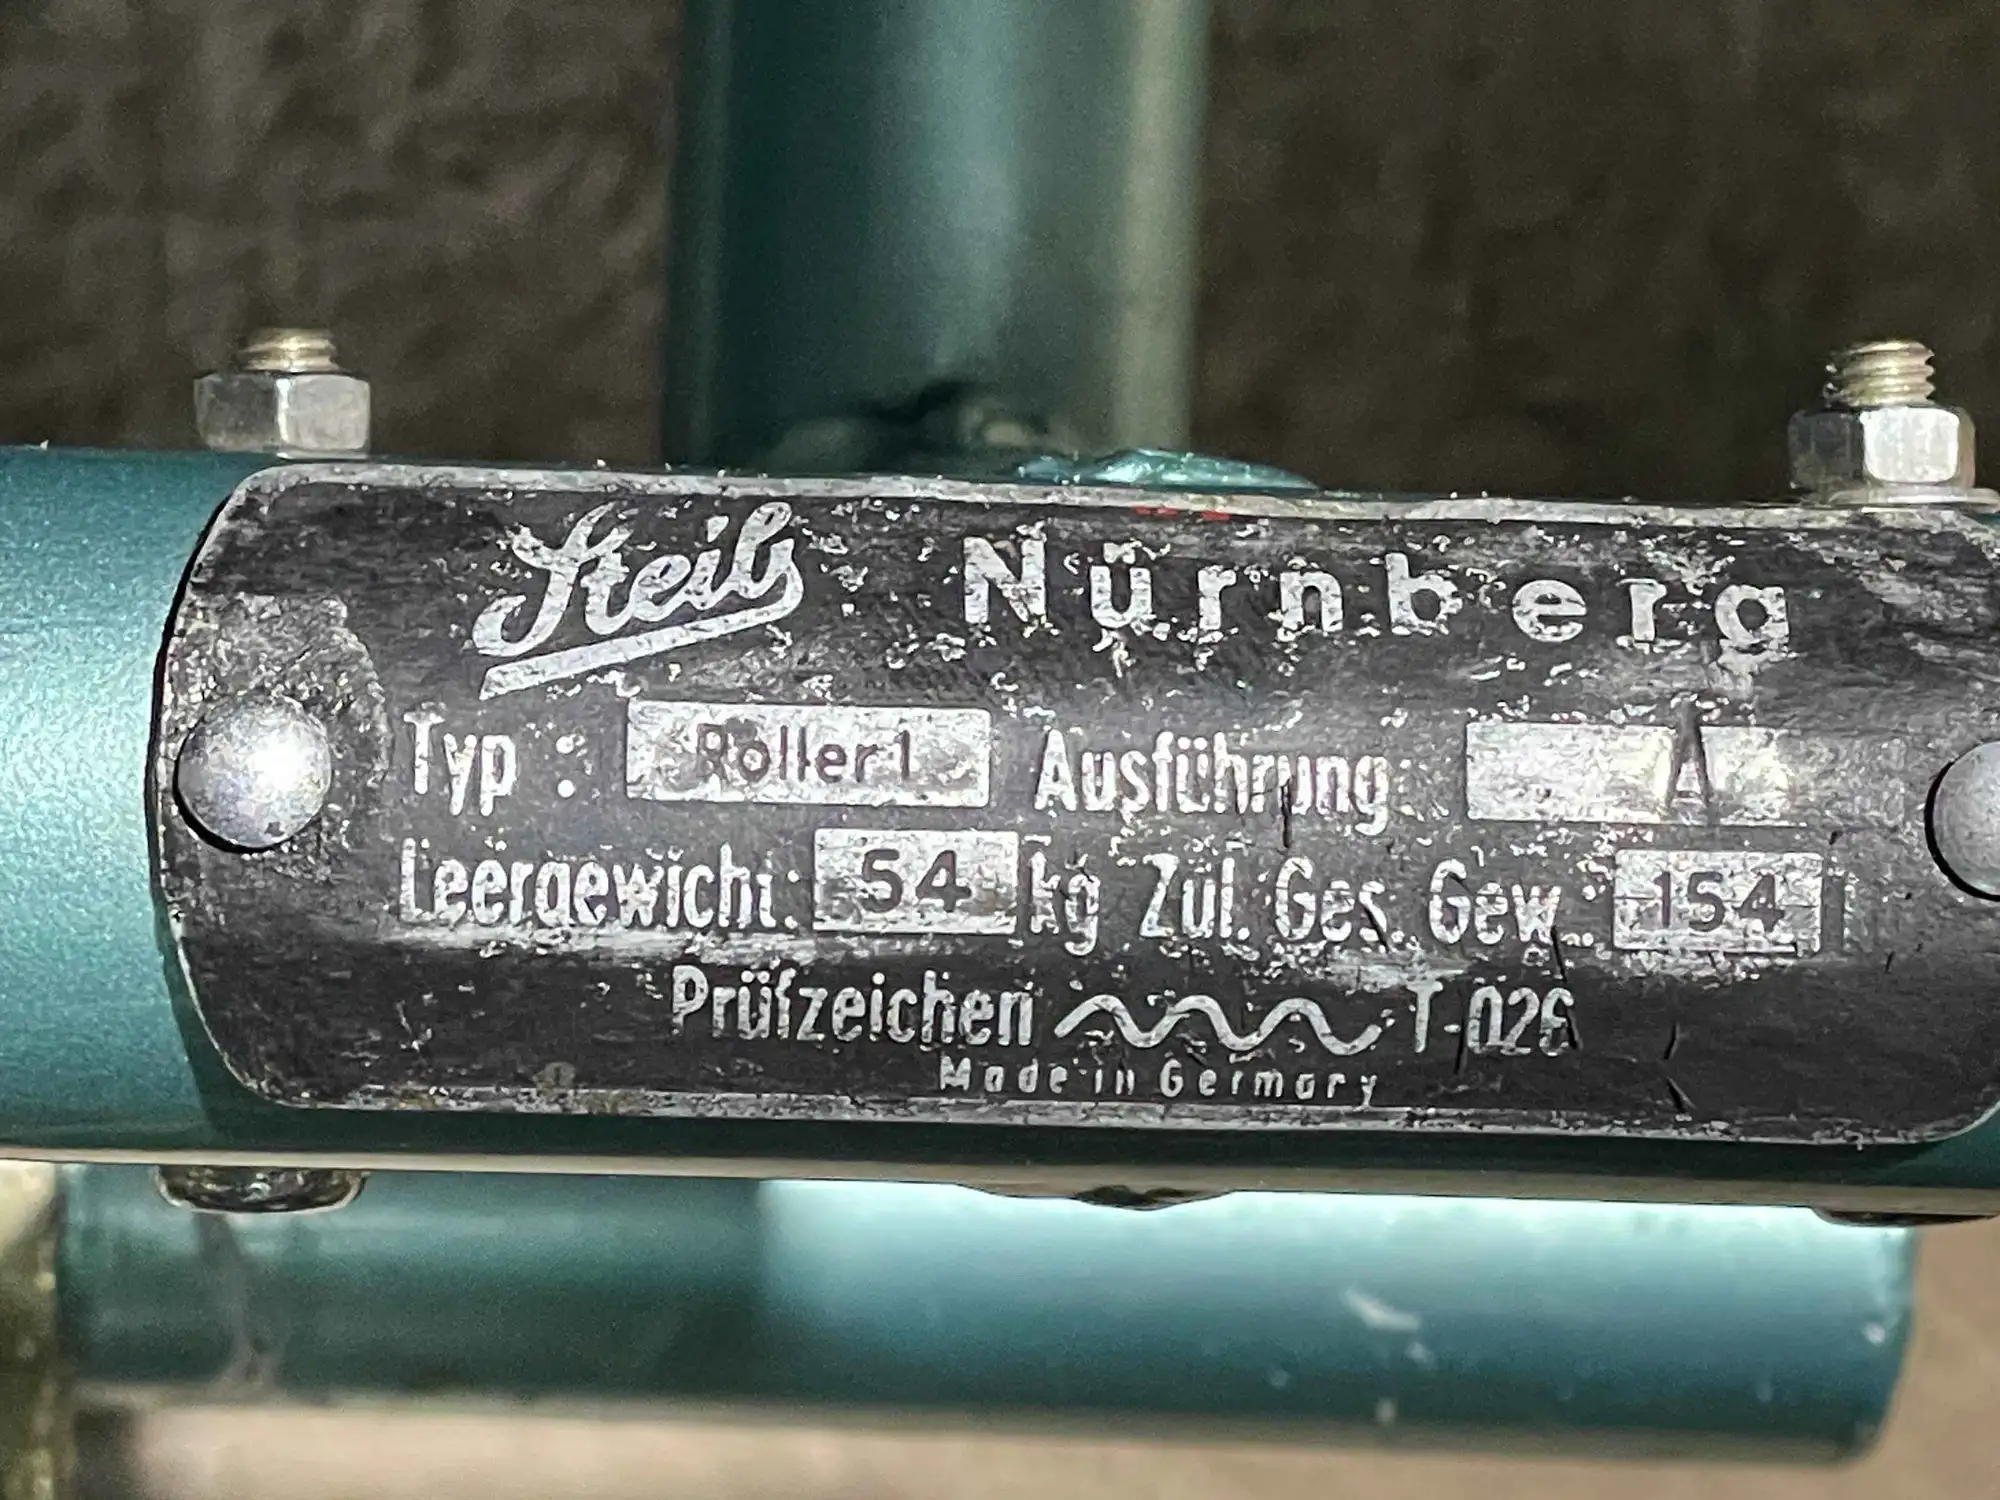 Steib Nürnberg
Typ : Roller 1 Ausführung: A
Leergewicht: 54 kg Zul. Ges. Gew.: 154
Prüfzeichen T-026
Made in Germany